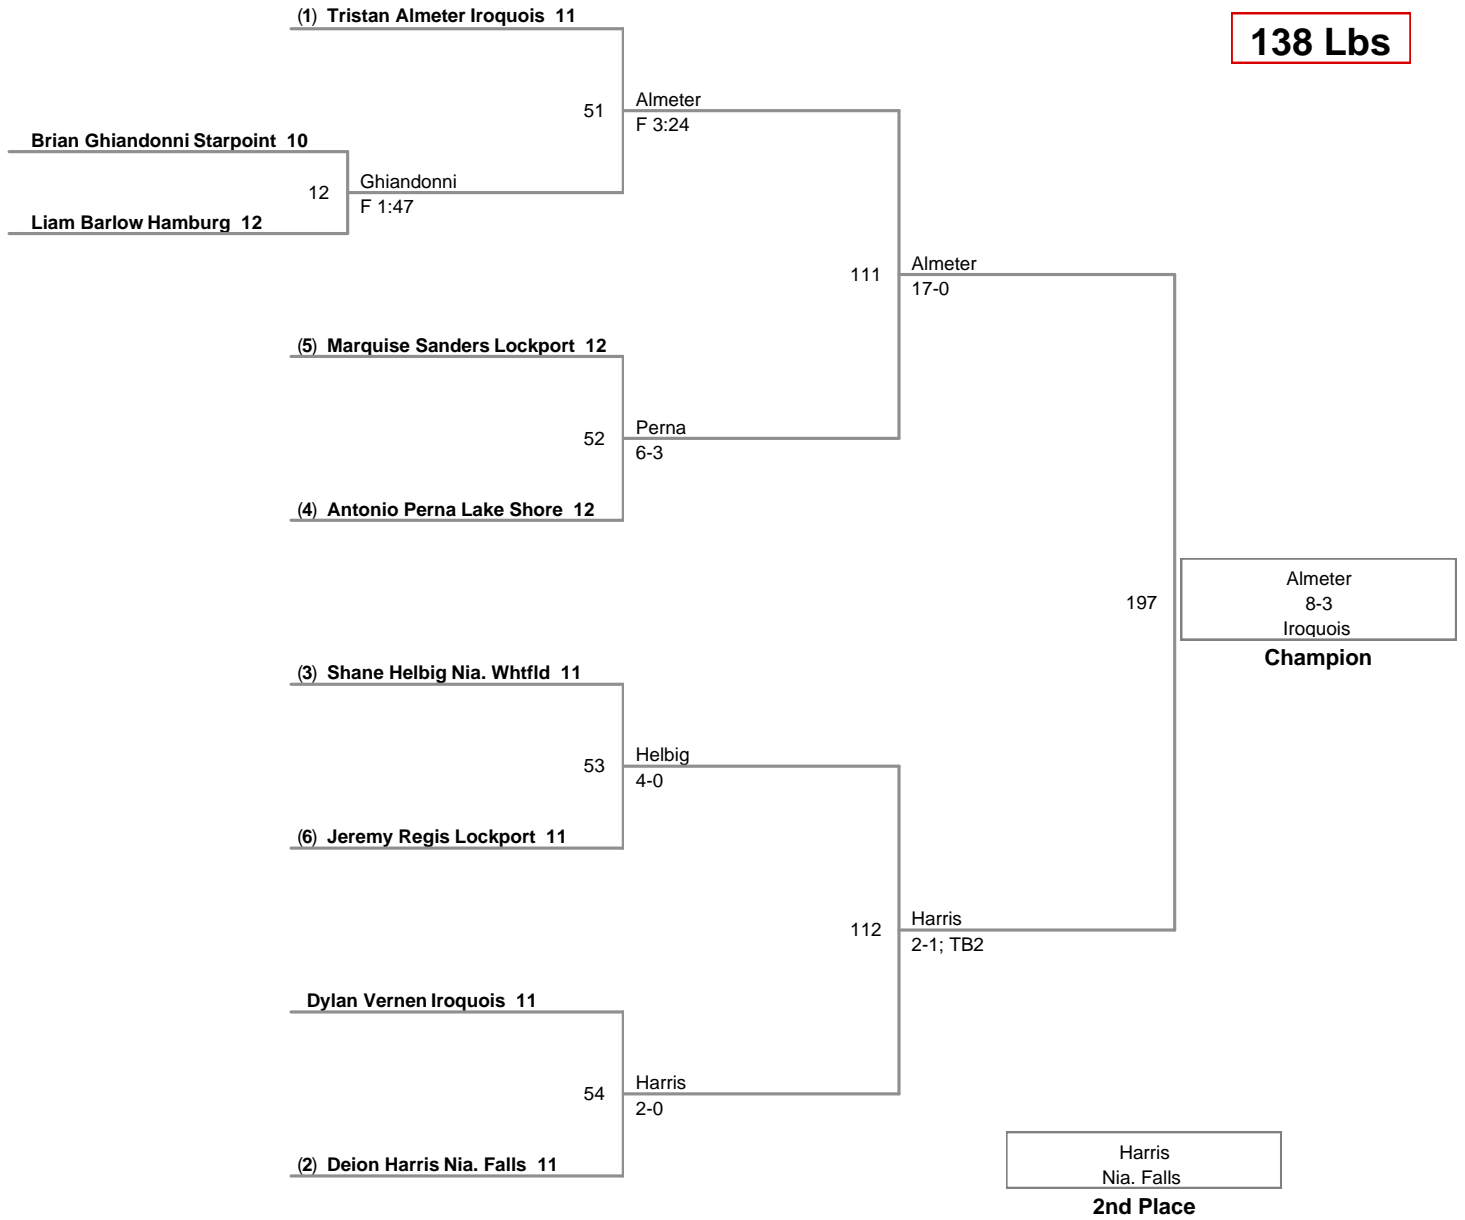 (1) Tristan Almeter Iroquois 11
138 Lbs
51
Almeter
F 3:24
Brian Ghiandonni Starpoint 10
12
Ghiandonni
F 1:47
Liam Barlow Hamburg 12
111
Almeter
17-0
(5) Marquise Sanders Lockport 12
52
Perna
6-3
(4) Antonio Perna Lake Shore 12
197
Almeter
8-3
Iroquois
Champion
(3) Shane Helbig Nia. Whtfld 11
53
Helbig
4-0
(6) Jeremy Regis Lockport 11
112
Harris
2-1; TB2
Dylan Vernen Iroquois 11
54
Harris
2-0
(2) Deion Harris Nia. Falls 11
Harris
Nia. Falls
2nd Place